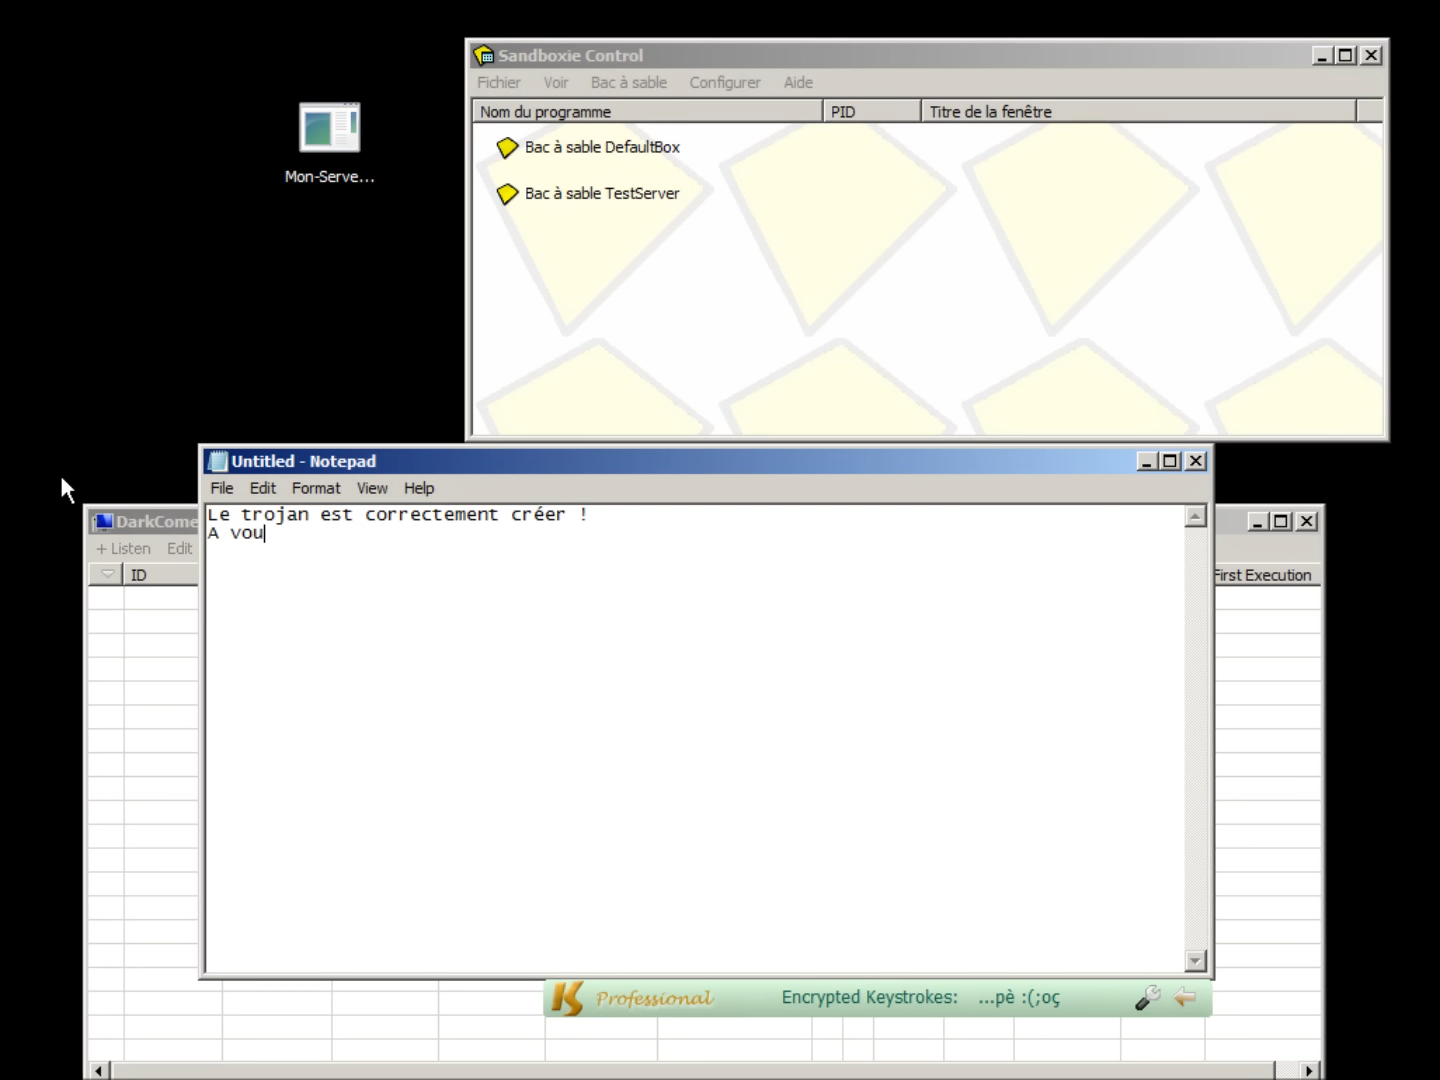 Sandboxie Control
Fichier Voir Bac à sable Configurer Aide
Nom du programme PID Titre de la fenêtre
Bac à sable DefaultBox
Bac à sable TestServer
Mon-Serve...
Untitled - Notepad
File Edit Format View Help
Le trojan est correctement créer !
A vou
DarkCome
+ Listen Edit
ID
First Execution
Professional Encrypted Keystrokes: ...pè :(;oç